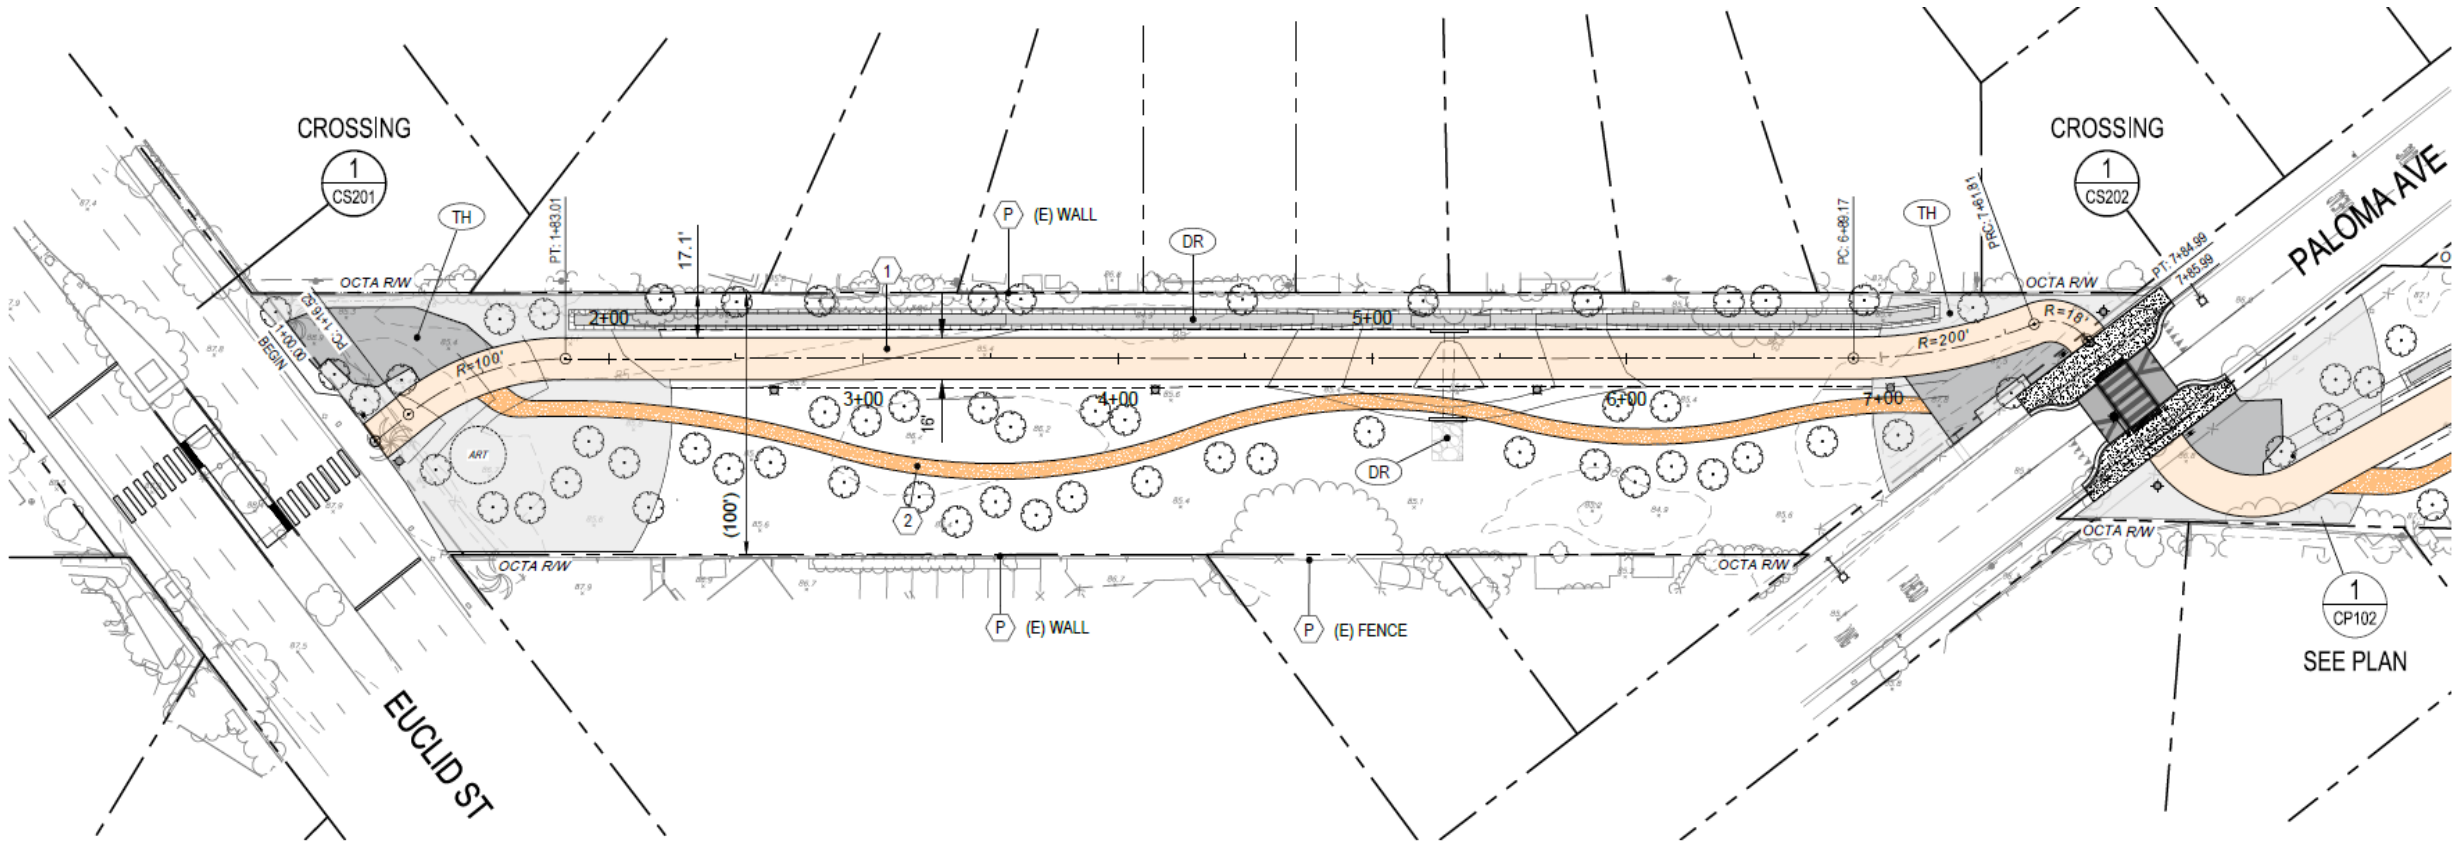 CROSSING
1
CS201
TH
PT: 1+83.01
17.1'
P
(E) WALL
DR
1
PC: 6+89.17
TH
PRC: 7+61.81
CROSSING
1
CS202
PALOMA AVE
PT: 7+84.99
7+85.99
OCTA R/W
OCTA R/W
2+00
5+00
PC: 1+16.52
1+00.00
BEGIN
R=100'
R=200'
R=18'
3+00
4+00
6+00
7+00
16'
ART
2
(100')
DR
OCTA R/W
OCTA R/W
OCTA R/W
P
(E) WALL
P
(E) FENCE
1
CP102
SEE PLAN
EUCLID ST